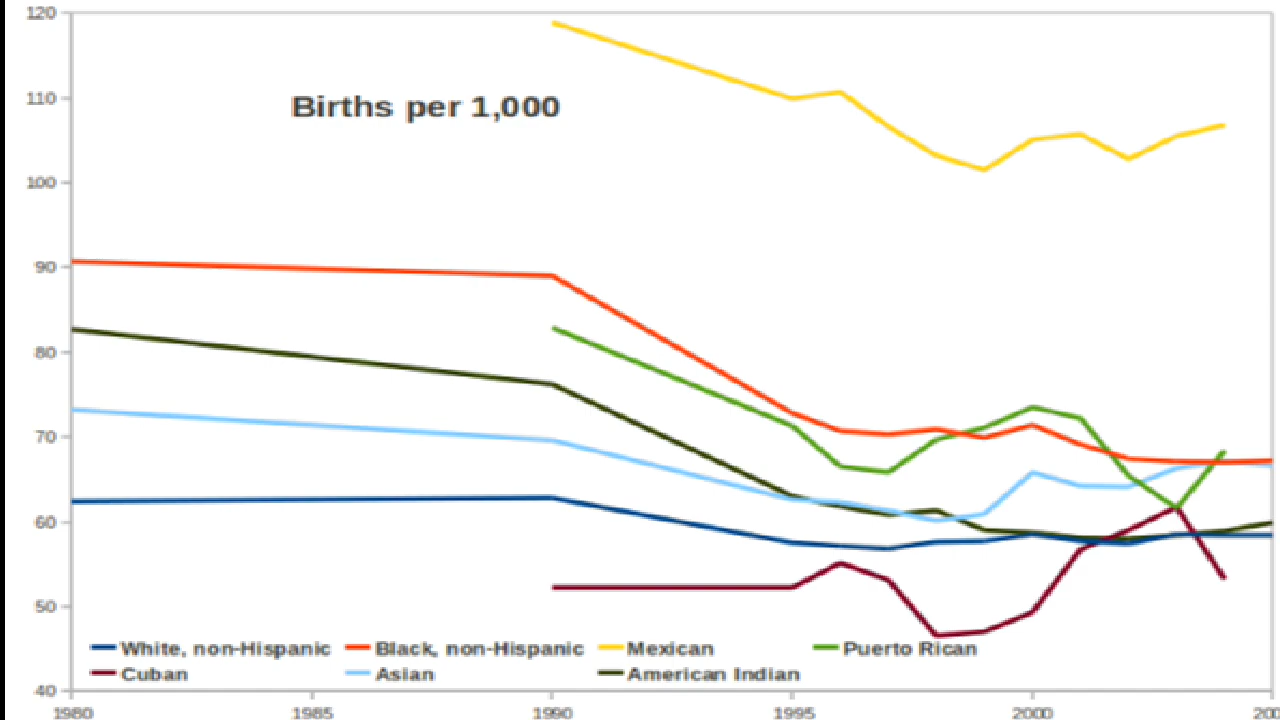 120
Births per 1,000
110
100
90
80
70
60
50
White, non-Hispanic Black, non-Hispanic Mexican Puerto Rican
Cuban Asian American Indian
40
1980 1985 1990 1995 2000